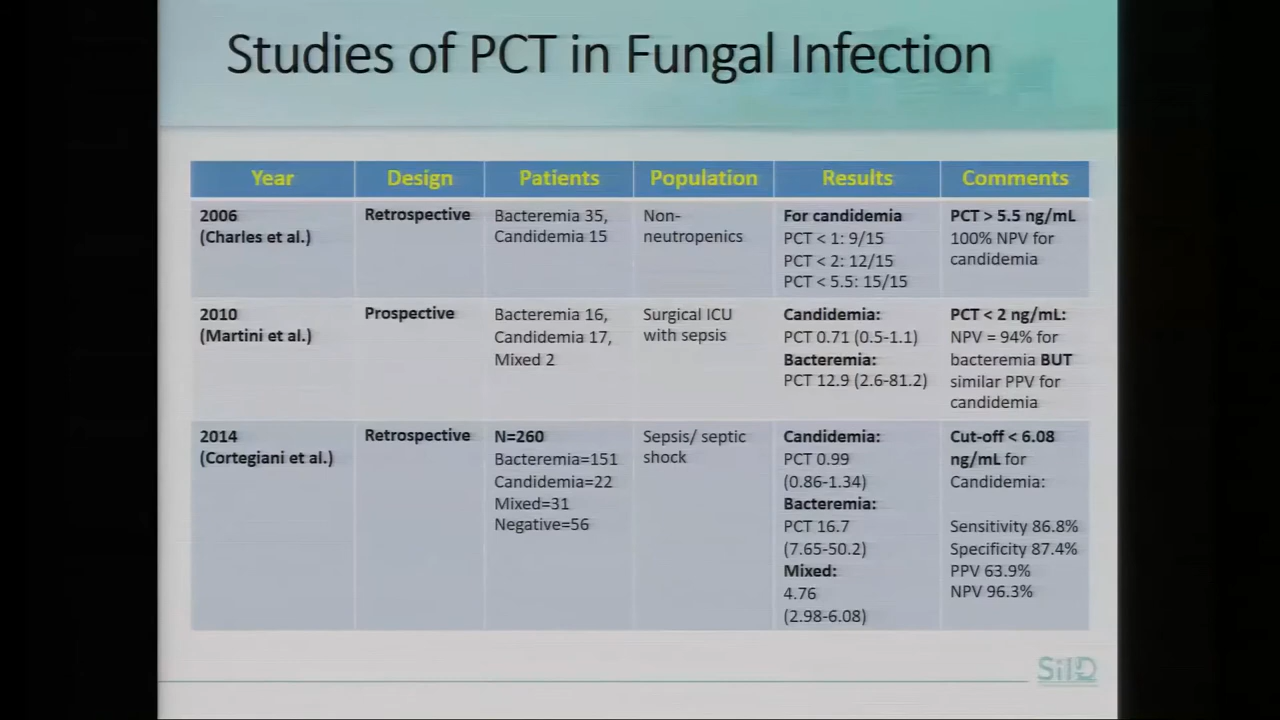 Studies of PCT in Fungal Infection
Year Design Patients Population Results Comments
2006
(Charles et al.)
Retrospective
Bacteremia 35,
Candidemia 15
Non-
neutropenics
For candidemia
PCT < 1: 9/15
PCT < 2: 12/15
PCT < 5.5: 15/15
PCT > 5.5 ng/mL
100% NPV for
candidemia
2010
(Martini et al.)
Prospective
Bacteremia 16,
Candidemia 17,
Mixed 2
Surgical ICU
with sepsis
Candidemia:
PCT 0.71 (0.5-1.1)
Bacteremia:
PCT 12.9 (2.6-81.2)
PCT < 2 ng/mL:
NPV = 94% for
bacteremia BUT
similar PPV for
candidemia
2014
(Cortegiani et al.)
Retrospective
N=260
Bacteremia=151
Candidemia=22
Mixed=31
Negative=56
Sepsis/ septic
shock
Candidemia:
PCT 0.99
(0.86-1.34)
Bacteremia:
PCT 16.7
(7.65-50.2)
Mixed:
4.76
(2.98-6.08)
Cut-off < 6.08
ng/mL for
Candidemia:
Sensitivity 86.8%
Specificity 87.4%
PPV 63.9%
NPV 96.3%
SiID